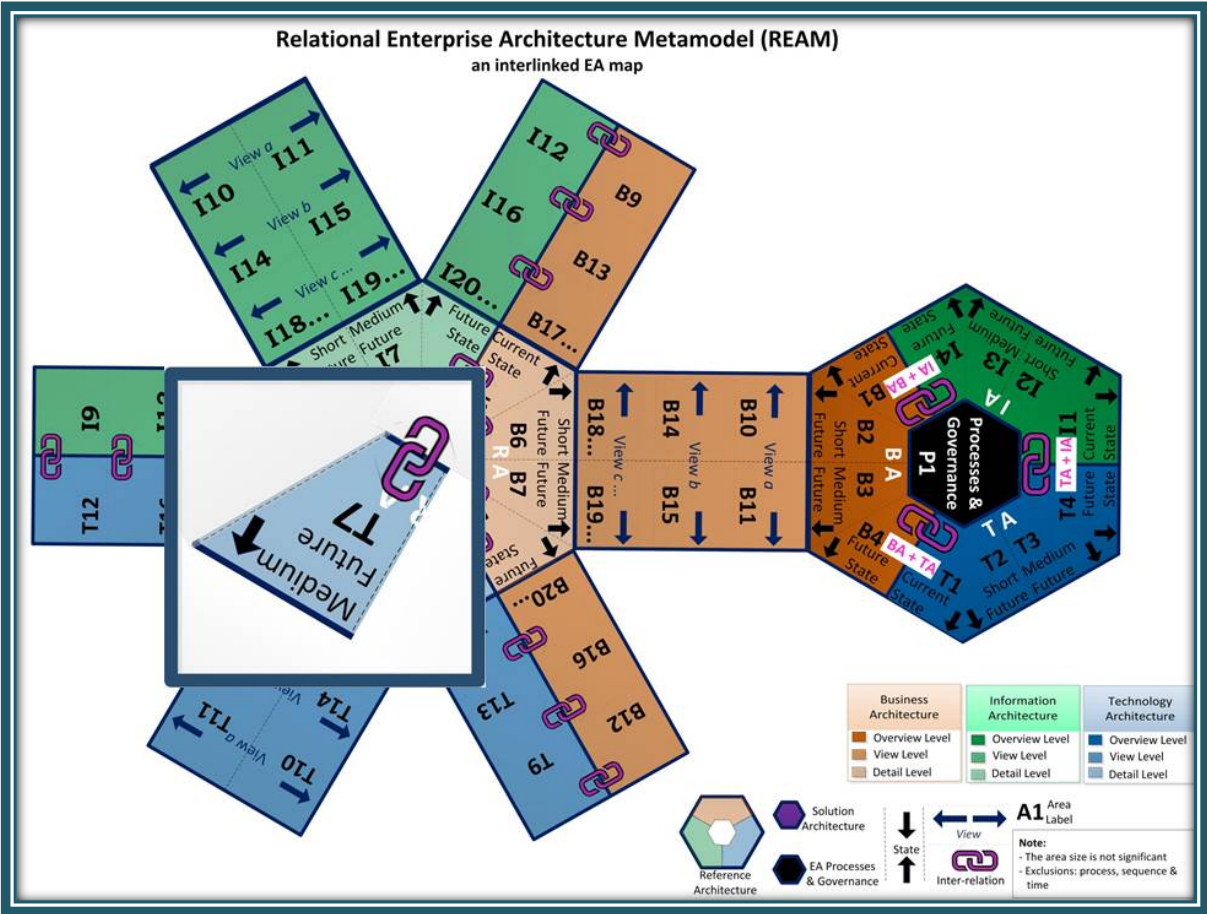 Relational Enterprise Architecture Metamodel (REAM)
an interlinked EA map
I10
View a
I11
I14
View b
I15
I18...
View c ...
I19...
I12
I16
I20...
B9
B13
B17...
Short
Medium
Future
I7
Future
State
Current
State
I9
T12
T7
Medium
Future
B6
B7
R A
Short
Future
Medium
Future
Future
State
B18...
View c ...
B19...
B14
View b
B15
B10
View a
B11
B20...
B16
B12
T13
T9
T14
T11
View a
T10
Current
State
B1
IA + BA
B2
B A
B3
Short
Future
Medium
Future
B4
Future
State
BA + TA
Future
State
I4
I3
I2
Short
Future
Medium
Future
I A
I1
Current
State
TA + IA
Processes &
Governance
P1
T A
T4
Future
State
T3
Medium
Future
T2
Short
Future
T1
Current
State
Business
Architecture
Overview Level
View Level
Detail Level
Information
Architecture
Overview Level
View Level
Detail Level
Technology
Architecture
Overview Level
View Level
Detail Level
Reference
Architecture
Solution
Architecture
EA Processes
& Governance
State
View
Inter-relation
A1 Area
Label
Note:
- The area size is not significant
- Exclusions: process, sequence &
time